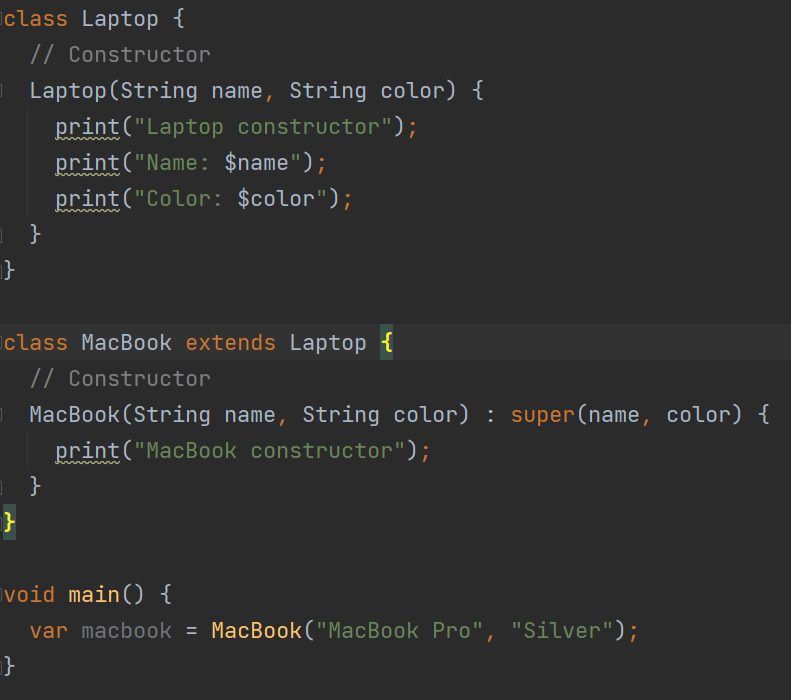 class Laptop {
  // Constructor
  Laptop(String name, String color) {
    print("Laptop constructor");
    print("Name: $name");
    print("Color: $color");
  }
}

class MacBook extends Laptop {
  // Constructor
  MacBook(String name, String color) : super(name, color) {
    print("MacBook constructor");
  }
}

void main() {
  var macbook = MacBook("MacBook Pro", "Silver");
}